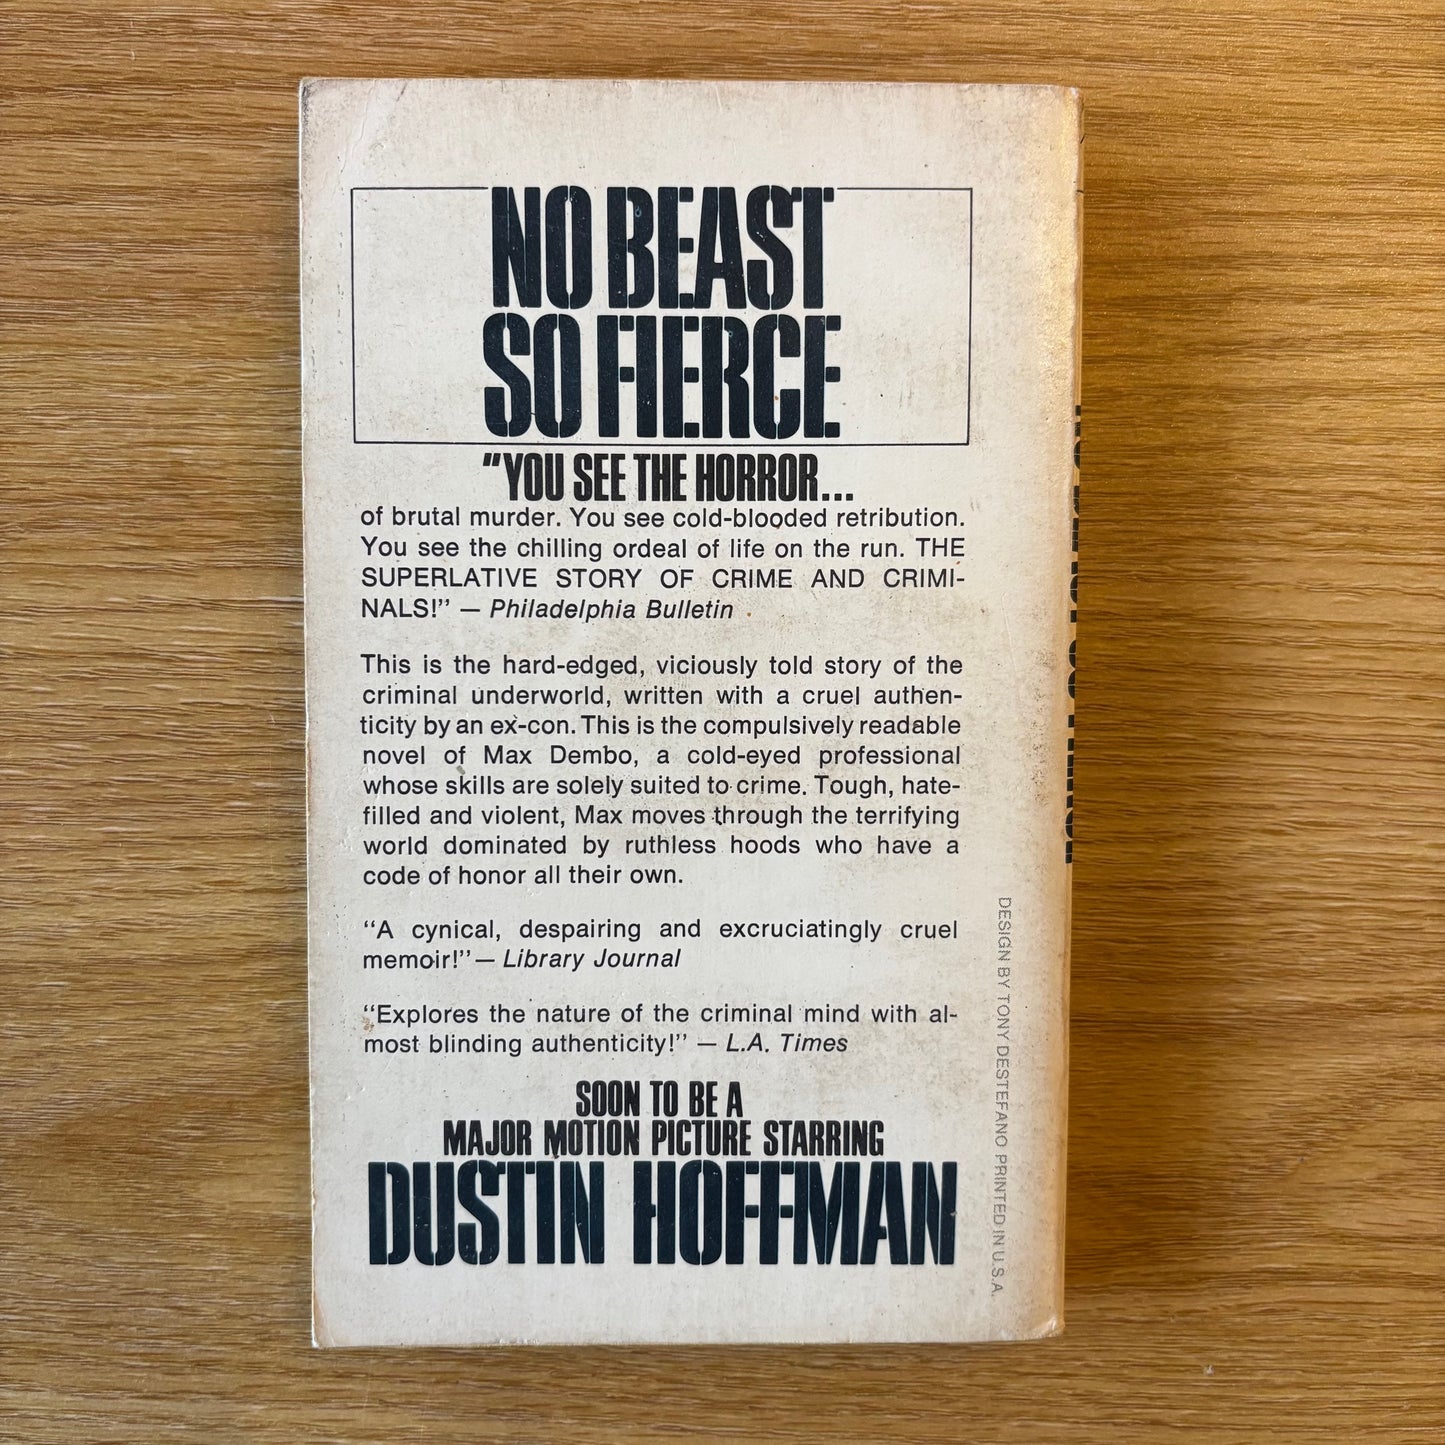 NO BEAST
SO FIERCE
"YOU SEE THE HORROR...
of brutal murder. You see cold-blooded retribution.
You see the chilling ordeal of life on the run. THE
SUPERLATIVE STORY OF CRIME AND CRIMI-
NALS!" — Philadelphia Bulletin
This is the hard-edged, viciously told story of the
criminal underworld, written with a cruel authen-
ticity by an ex-con. This is the compulsively readable
novel of Max Dembo, a cold-eyed professional
whose skills are solely suited to crime. Tough, hate-
filled and violent, Max moves through the terrifying
world dominated by ruthless hoods who have a
code of honor all their own.
"A cynical, despairing and excruciatingly cruel
memoir!" — Library Journal
"Explores the nature of the criminal mind with al-
most blinding authenticity!" — L.A. Times
SOON TO BE A
MAJOR MOTION PICTURE STARRING
DUSTIN HOFFMAN
DESIGN BY TONY DESTEFANO PRINTED IN U.S.A.